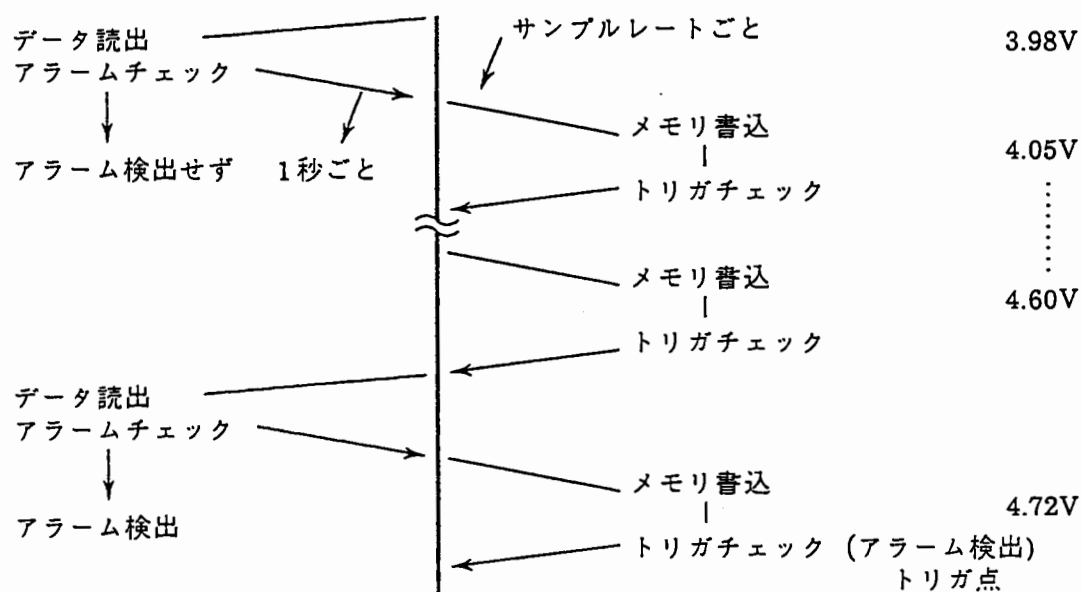 データ読出
アラームチェック
アラーム検出せず
1秒ごと
サンプルレートごと
3.98V
メモリ書込
4.05V
トリガチェック
メモリ書込
4.60V
トリガチェック
データ読出
アラームチェック
アラーム検出
メモリ書込
4.72V
トリガチェック (アラーム検出)
トリガ点